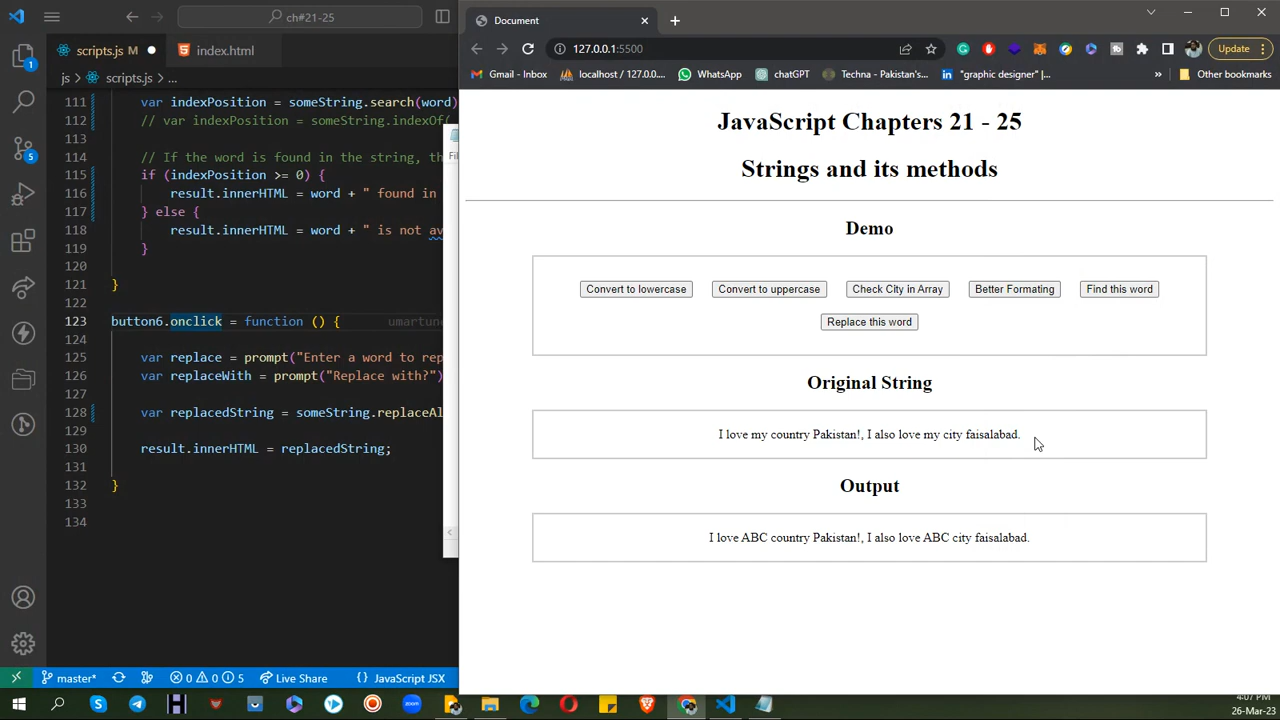 ch#21-25
Document
scripts.js M
index.html
127.0.0.1:5500
Update
js > scripts.js > ...
Gmail - Inbox
localhost / 127.0.0....
WhatsApp
chatGPT
Techna - Pakistan's...
"graphic designer" |...
»
Other bookmarks
111 var indexPosition = someString.search(word)
112 // var indexPosition = someString.indexOf(
113
114 // If the word is found in the string, th
115 if (indexPosition >= 0) {
116 result.innerHTML = word + " found in
117 } else {
118 result.innerHTML = word + " is not av
119 }
120
121 }
123 button6.onclick = function () { umartun
124
125 var replace = prompt("Enter a word to rep
126 var replaceWith = prompt("Replace with?")
127
128 var replacedString = someString.replaceAl
129
130 result.innerHTML = replacedString;
131
132 }
133
134
Fi
JavaScript Chapters 21 - 25
Strings and its methods
Demo
Convert to lowercase
Convert to uppercase
Check City in Array
Better Formating
Find this word
Replace this word
Original String
I love my country Pakistan!, I also love my city faisalabad.
Output
I love ABC country Pakistan!, I also love ABC city faisalabad.
1
5
master*
0
0
5
Live Share
{ } JavaScript JSX
zoom
4:07 PM
26-Mar-23